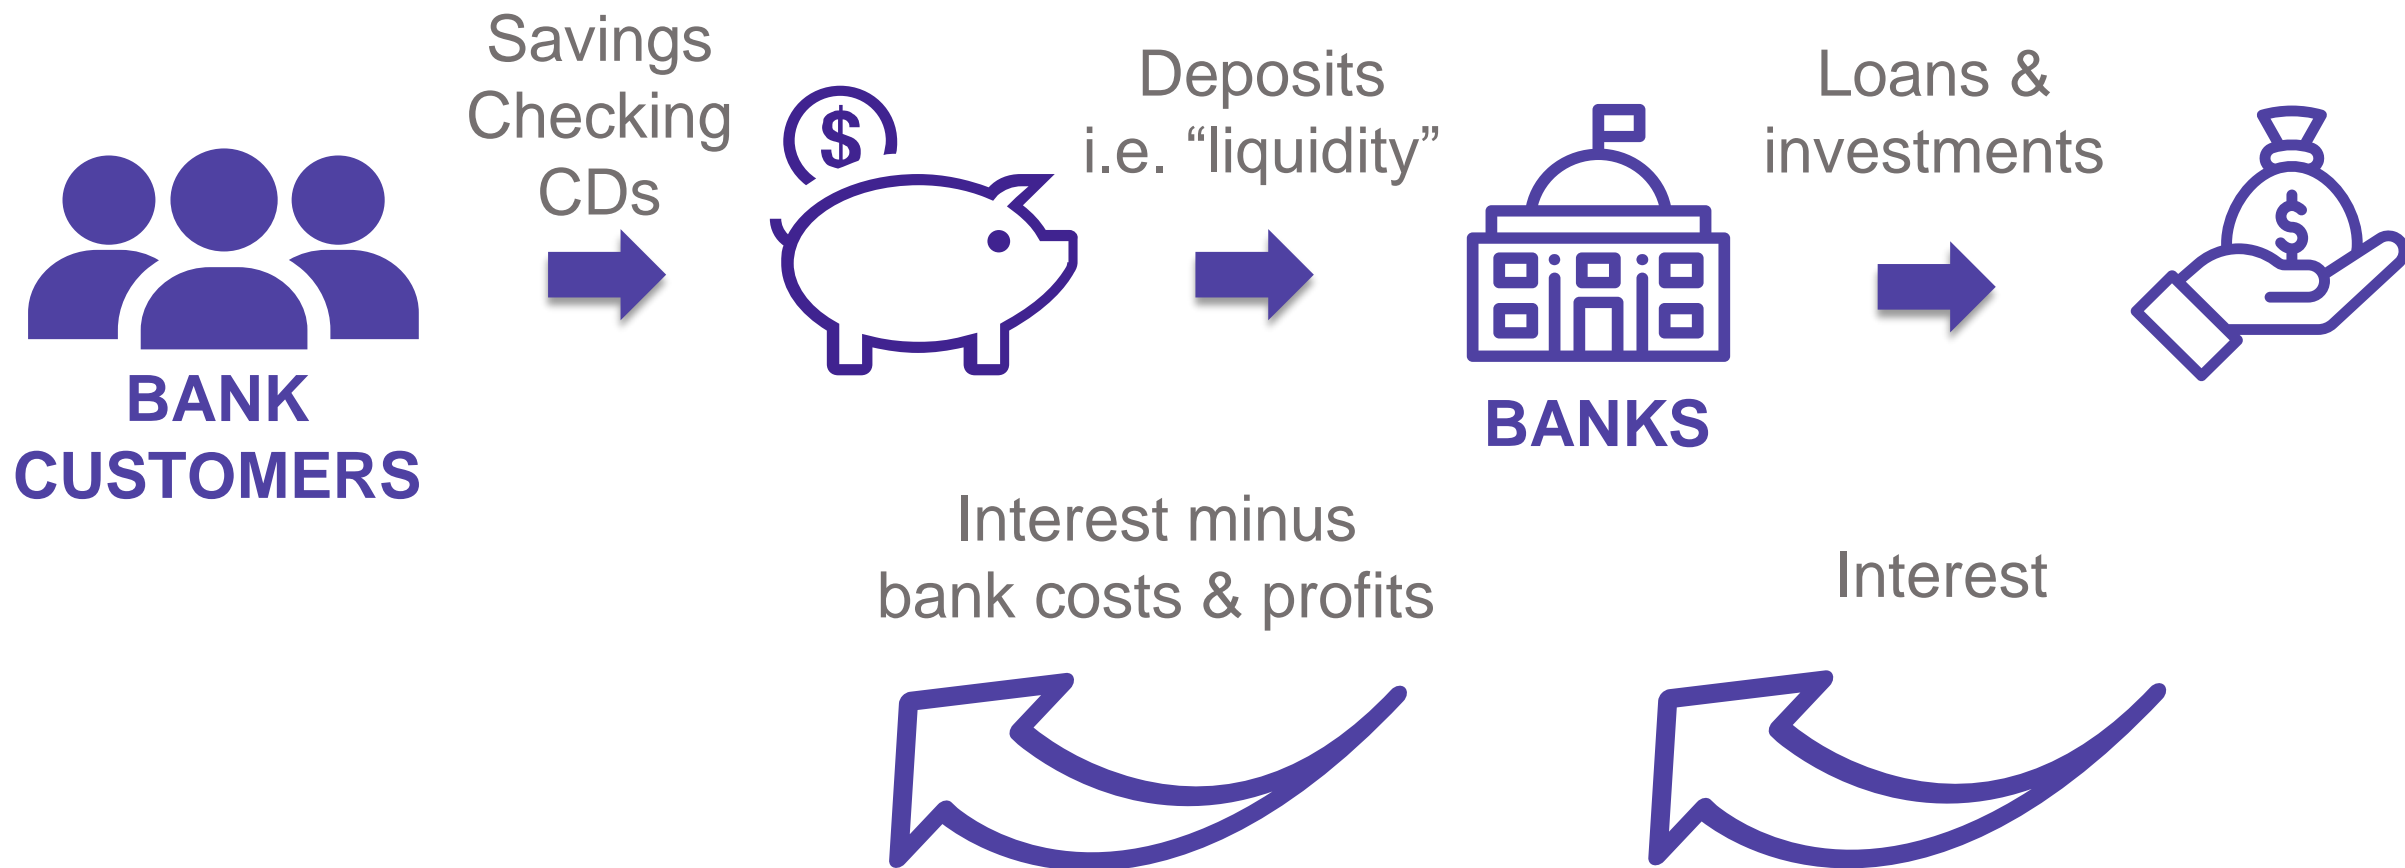 Savings
Checking
CDs
Deposits
i.e. “liquidity”
Loans &
investments
$
$
BANK
CUSTOMERS
BANKS
Interest minus
bank costs & profits
Interest